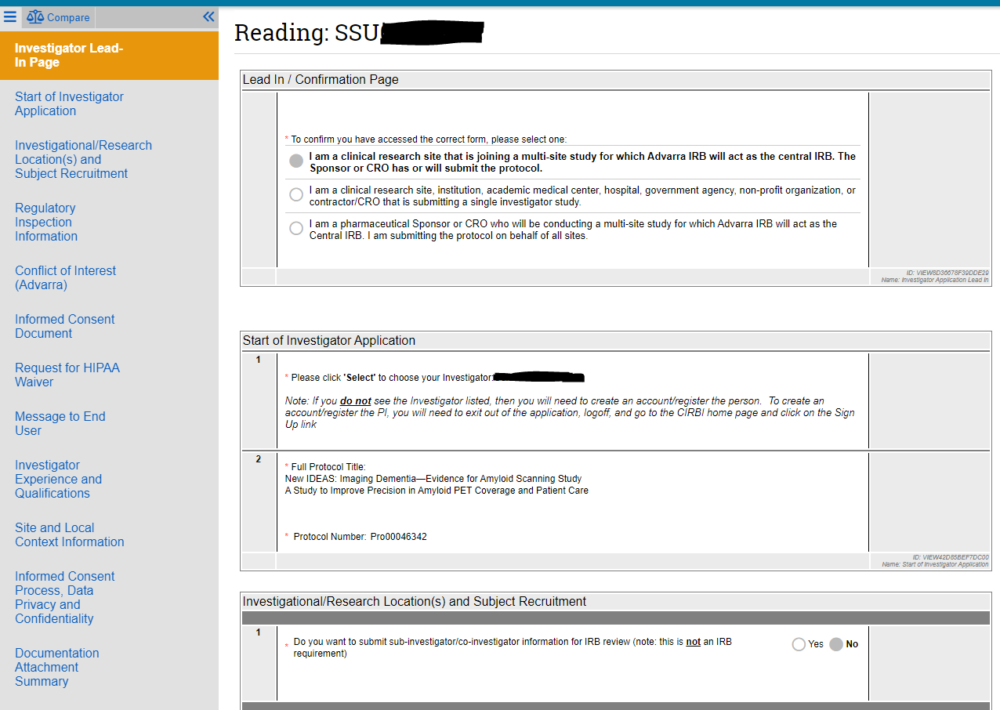 Compare
Investigator Lead-
In Page
Start of Investigator
Application
Investigational/Research
Location(s) and
Subject Recruitment
Regulatory
Inspection
Information
Conflict of Interest
(Advarra)
Informed Consent
Document
Request for HIPAA
Waiver
Message to End
User
Investigator
Experience and
Qualifications
Site and Local
Context Information
Informed Consent
Process, Data
Privacy and
Confidentiality
Documentation
Attachment
Summary
Reading: SSU
Lead In / Confirmation Page
* To confirm you have accessed the correct form, please select one:
I am a clinical research site that is joining a multi-site study for which Advarra IRB will act as the central IRB. The
Sponsor or CRO has or will submit the protocol.
I am a clinical research site, institution, academic medical center, hospital, government agency, non-profit organization, or
contractor/CRO that is submitting a single investigator study.
I am a pharmaceutical Sponsor or CRO who will be conducting a multi-site study for which Advarra IRB will act as the
Central IRB. I am submitting the protocol on behalf of all sites.
ID: VIEW8D36678F39DDE29
Name: Investigator Application Lead In
Start of Investigator Application
1
* Please click 'Select' to choose your Investigator:
Note: If you do not see the Investigator listed, then you will need to create an account/register the person. To create an
account/register the PI, you will need to exit out of the application, logoff, and go to the CIRBI home page and click on the Sign
Up link
2
* Full Protocol Title:
New IDEAS: Imaging Dementia—Evidence for Amyloid Scanning Study
A Study to Improve Precision in Amyloid PET Coverage and Patient Care
* Protocol Number: Pro00046342
ID: VIEW42D85BEF7DC00
Name: Start of Investigator Application
Investigational/Research Location(s) and Subject Recruitment
1
* Do you want to submit sub-investigator/co-investigator information for IRB review (note: this is not an IRB
requirement)
Yes No